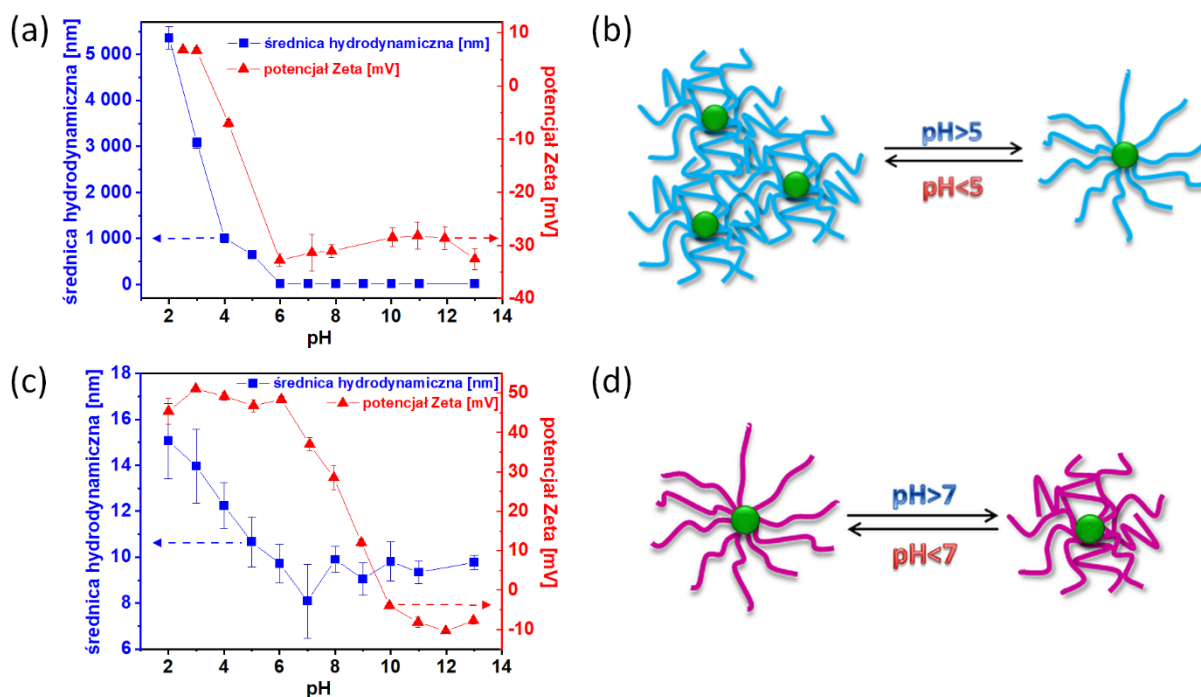 (a)
średnica hydrodynamiczna [nm]
5 000
5 000
4 000
3 000
2 000
1 000
0
średnica hydrodynamiczna [nm]
potencjał Zeta [mV]
10
0
-10
-20
-30
-40
potencjał Zeta [mV]
2 4 6 8 10 12 14
pH
(b)
pH>5
pH<5
(c)
średnica hydrodynamiczna [nm]
18
16
14
12
10
8
6
średnica hydrodynamiczna [nm]
potencjał Zeta [mV]
50
40
30
20
10
0
-10
potencjał Zeta [mV]
2 4 6 8 10 12 14
pH
(d)
pH>7
pH<7